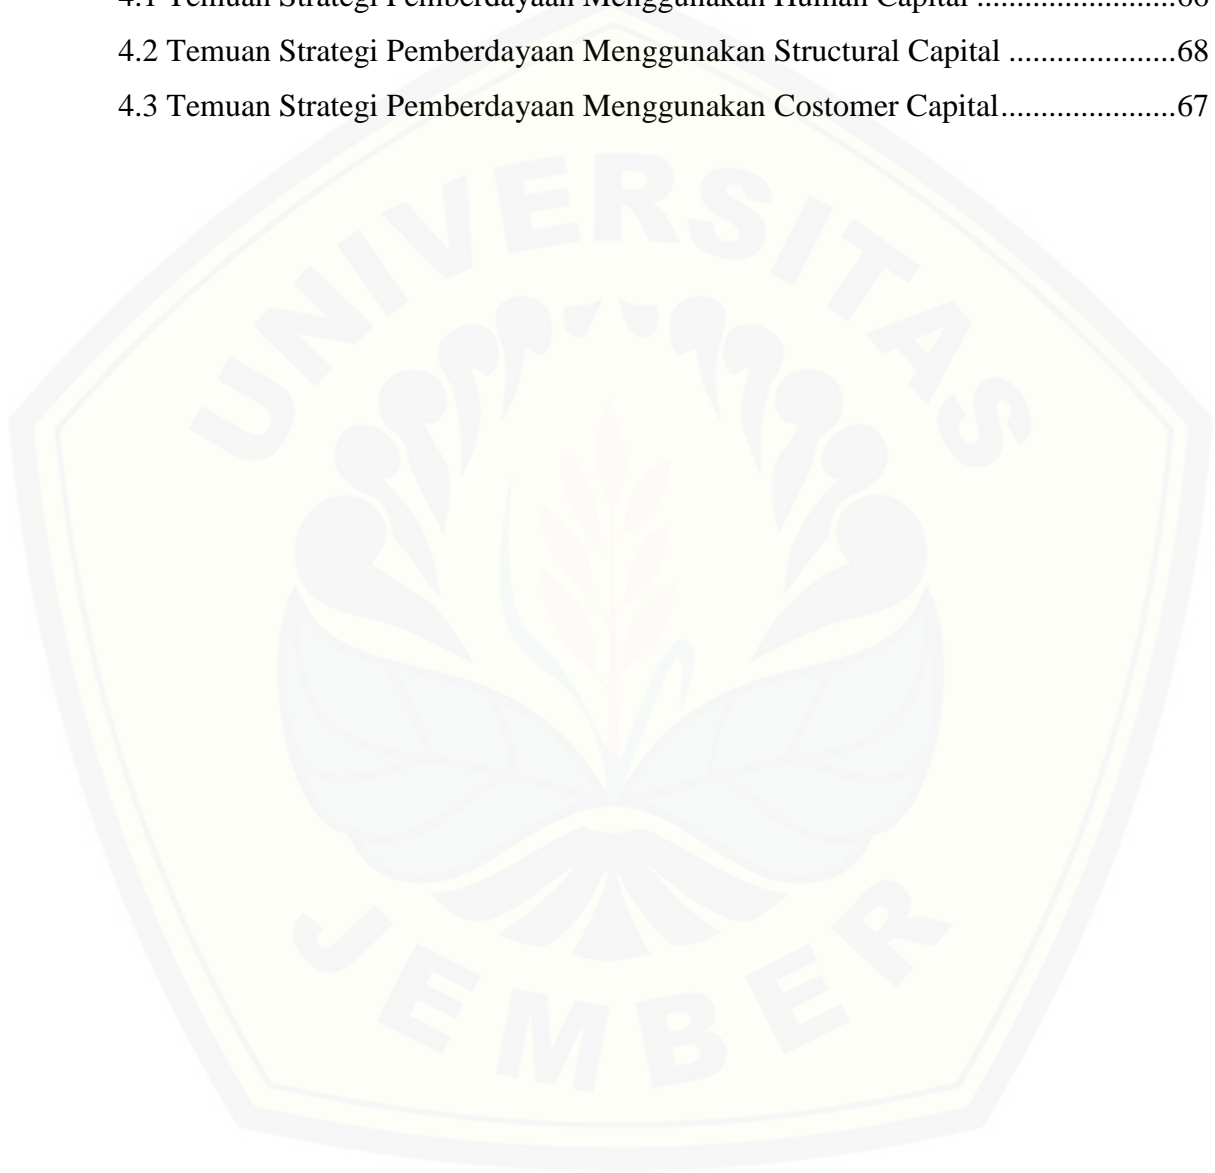 4.1 Temuan Strategi Pemberdayaan Menggunakan Human Capital .........................66
4.2 Temuan Strategi Pemberdayaan Menggunakan Structural Capital .....................68
4.3 Temuan Strategi Pemberdayaan Menggunakan Costomer Capital......................67
UNIVERSITAS
JEMBER